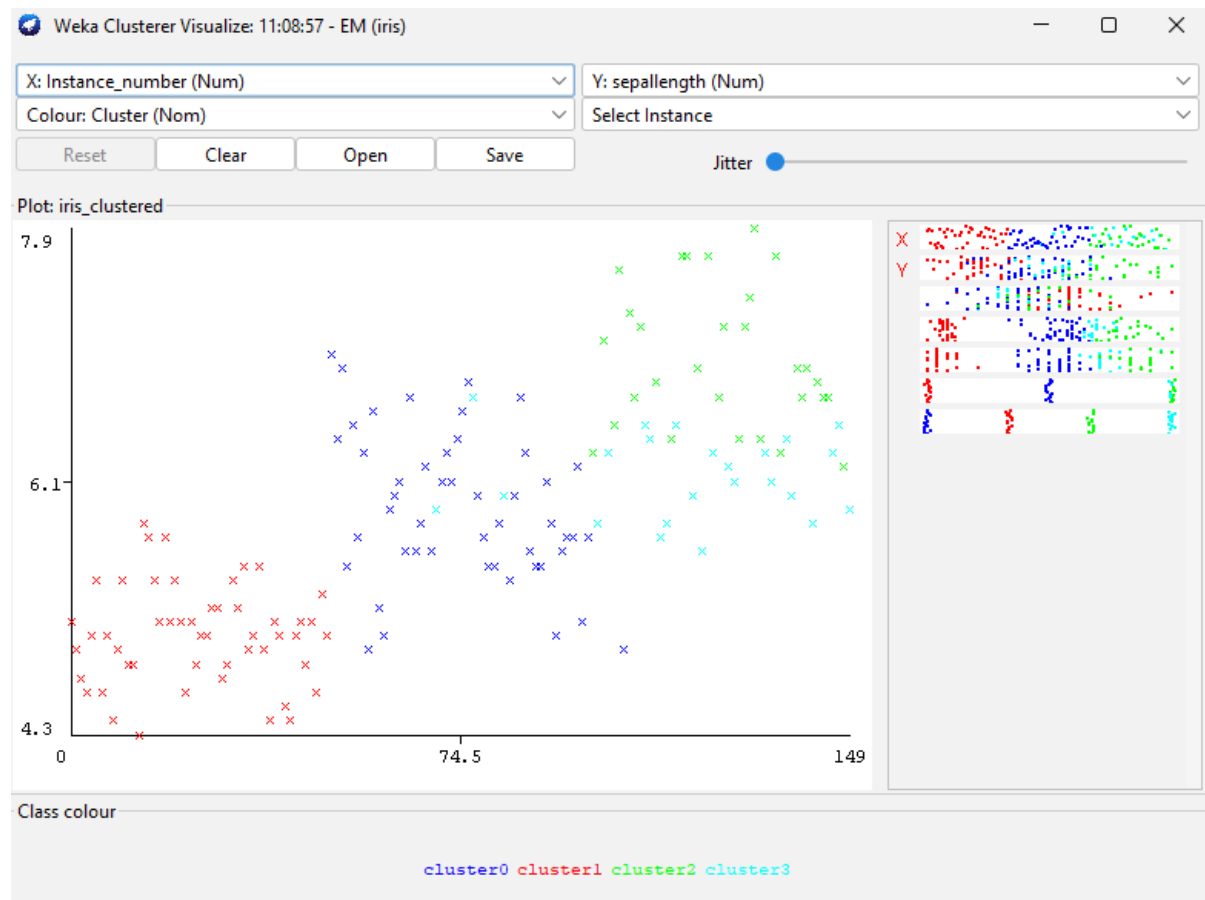 Weka Clusterer Visualize: 11:08:57 - EM (iris)
X: Instance_number (Num)
Y: sepallength (Num)
Colour: Cluster (Nom)
Select Instance
Reset
Clear
Open
Save
Jitter
Plot: iris_clustered
7.9
6.1
4.3
0
74.5
149
X
Y
Class colour
cluster0 cluster1 cluster2 cluster3